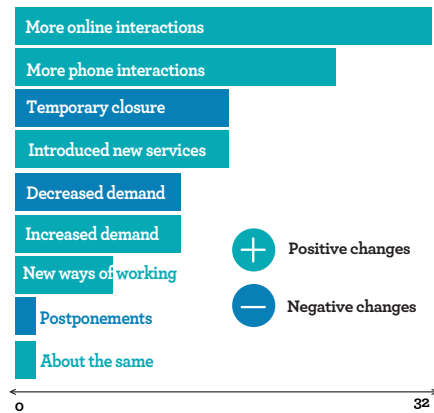 More online interactions
More phone interactions
Temporary closure
Introduced new services
Decreased demand
Increased demand
New ways of working
Postponements
About the same
Positive changes
Negative changes
0
32